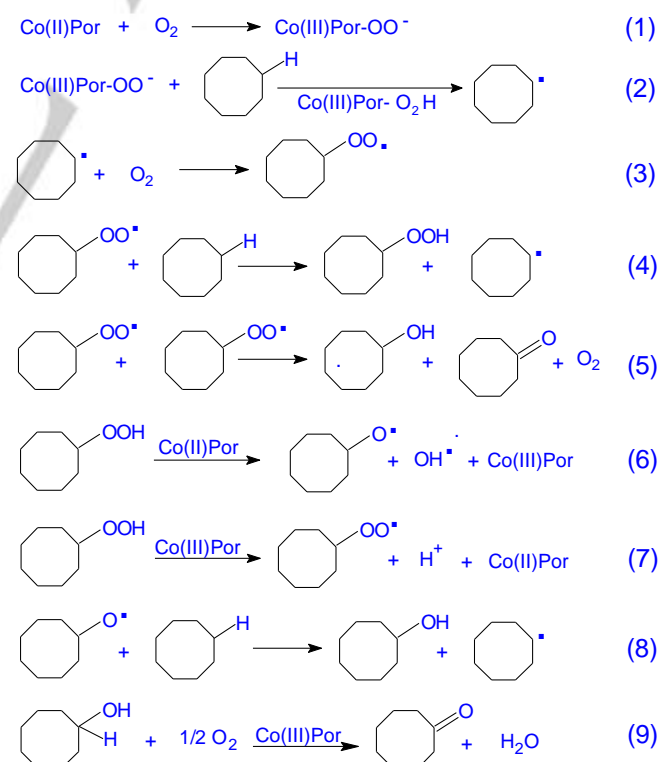 Co(II)Por + O₂ Co(III)Por-OO⁻ (1)
Co(III)Por-OO⁻ + H Co(III)Por- O₂H (2)
+ O₂ OO (3)
OO + H OOH + (4)
OO + OO OH + O + O₂ (5)
OOH Co(II)Por O + OH + Co(III)Por (6)
OOH Co(III)Por OO + H⁺ + Co(II)Por (7)
O + H OH + (8)
OH H + 1/2 O₂ Co(III)Por O + H₂O (9)